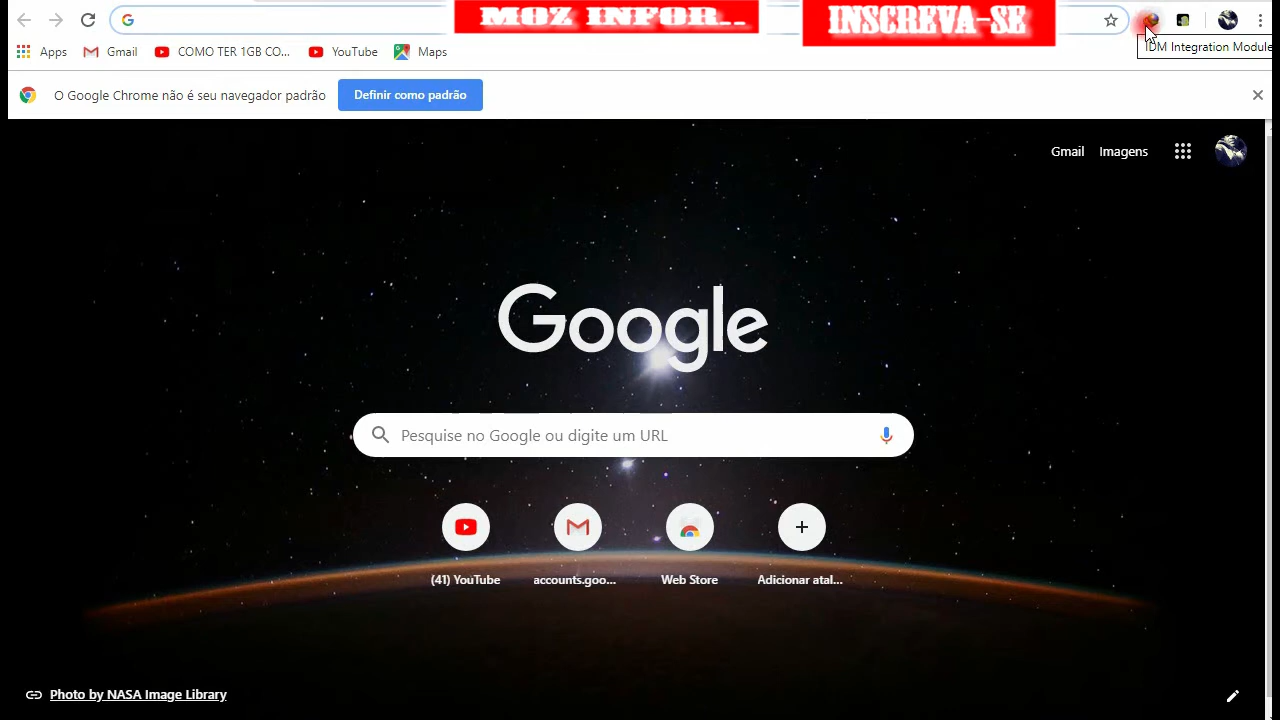 MOZ INFOR..
INSCREVA-SE
IDM Integration Module
Apps
Gmail
COMO TER 1GB CO...
YouTube
Maps
O Google Chrome não é seu navegador padrão
Definir como padrão
Gmail
Imagens
Google
Pesquise no Google ou digite um URL
(41) YouTube
accounts.goo...
Web Store
Adicionar atal...
Photo by NASA Image Library